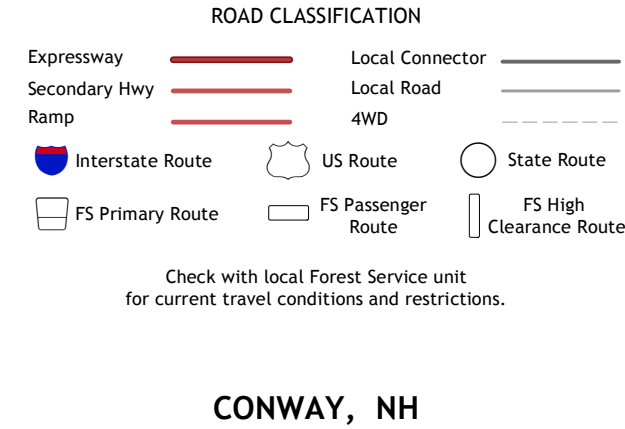 ROAD CLASSIFICATION
Expressway
Local Connector
Secondary Hwy
Local Road
Ramp
4WD
Interstate Route
US Route
State Route
FS Primary Route
FS Passenger
Route
FS High
Clearance Route
Check with local Forest Service unit
for current travel conditions and restrictions.
CONWAY, NH